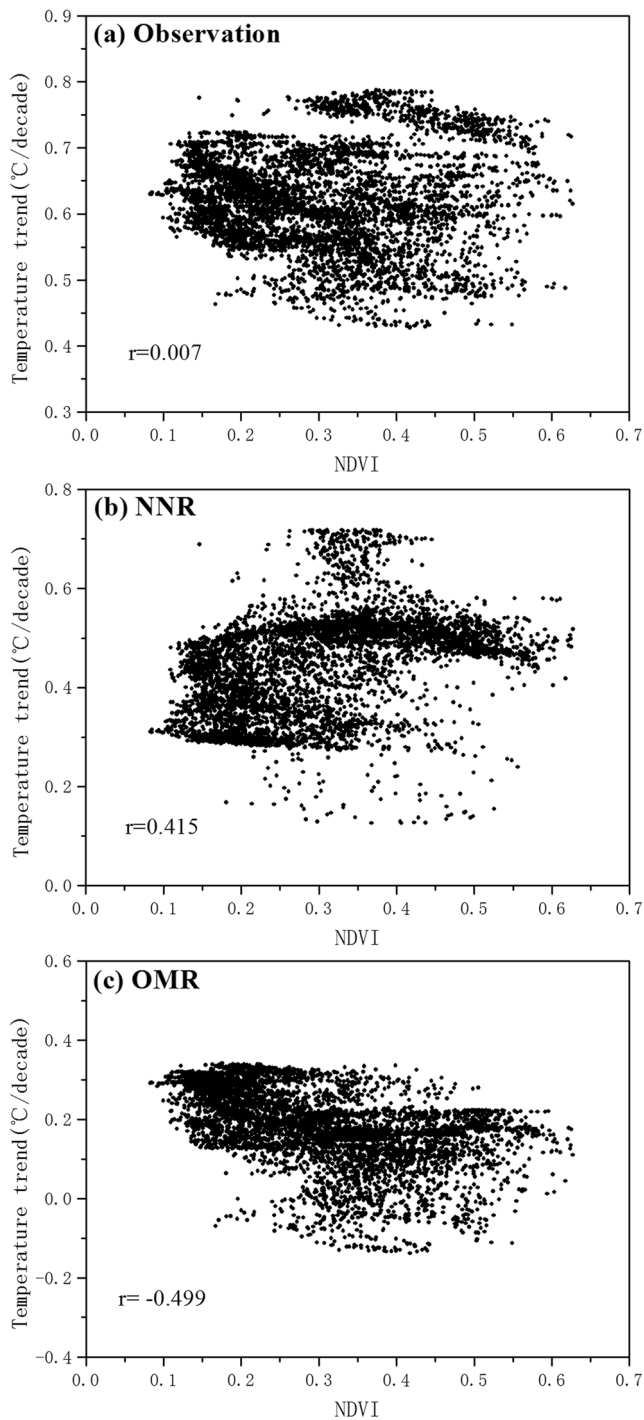 (a) Observation
0.9
0.8
0.7
0.6
0.5
0.4
0.3
Temperature trend(℃/decade)
r=0.007
0.0 0.1 0.2 0.3 0.4 0.5 0.6 0.7
NDVI
(b) NNR
0.8
0.6
0.4
0.2
0.0
Temperature trend(℃/decade)
r=0.415
0.0 0.1 0.2 0.3 0.4 0.5 0.6 0.7
NDVI
(c) OMR
0.6
0.4
0.2
0.0
-0.2
-0.4
Temperature trend(℃/decade)
r= -0.499
0.0 0.1 0.2 0.3 0.4 0.5 0.6 0.7
NDVI